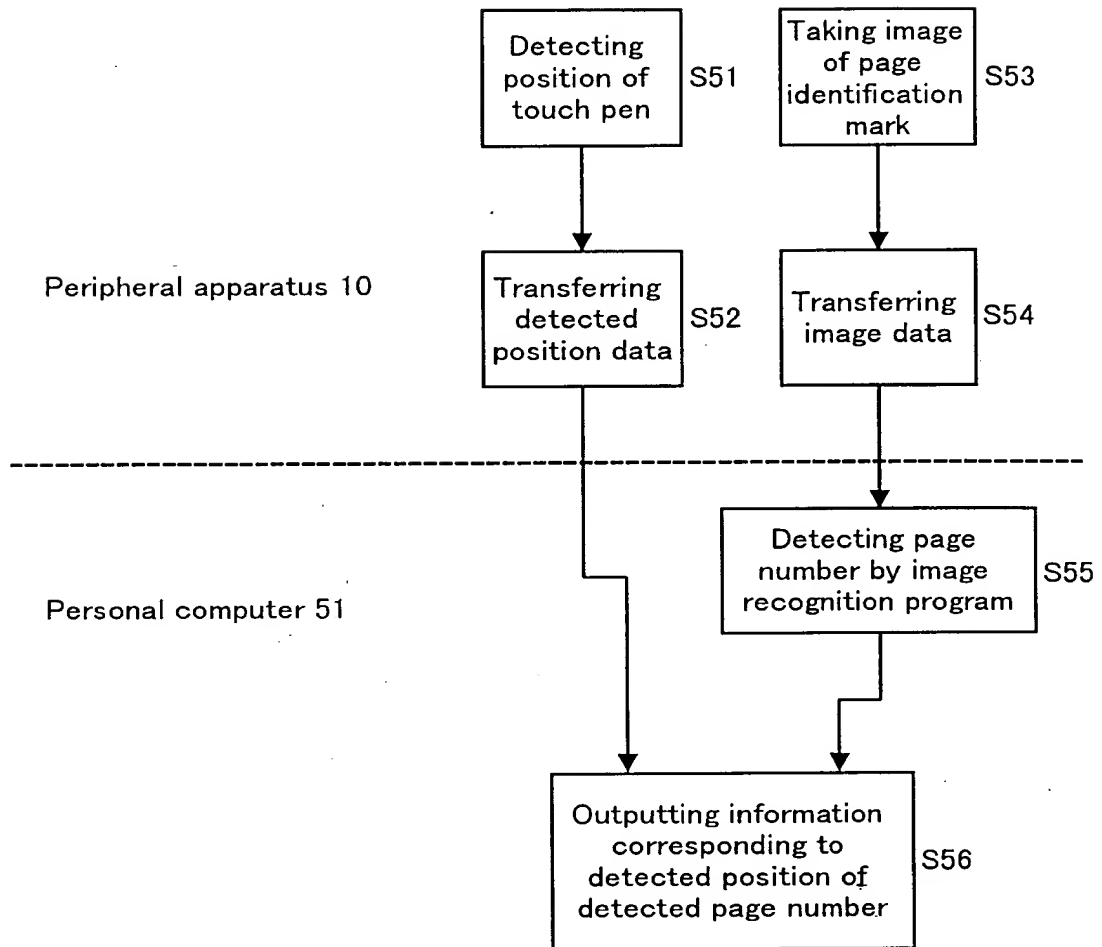 Detecting
position of
touch pen
S51
Taking image
of page
identification
mark
S53
Peripheral apparatus 10
Transferring
detected
position data
S52
Transferring
image data
S54
Personal computer 51
Detecting page
number by image
recognition program
S55
Outputting information
corresponding to
detected position of
detected page number
S56